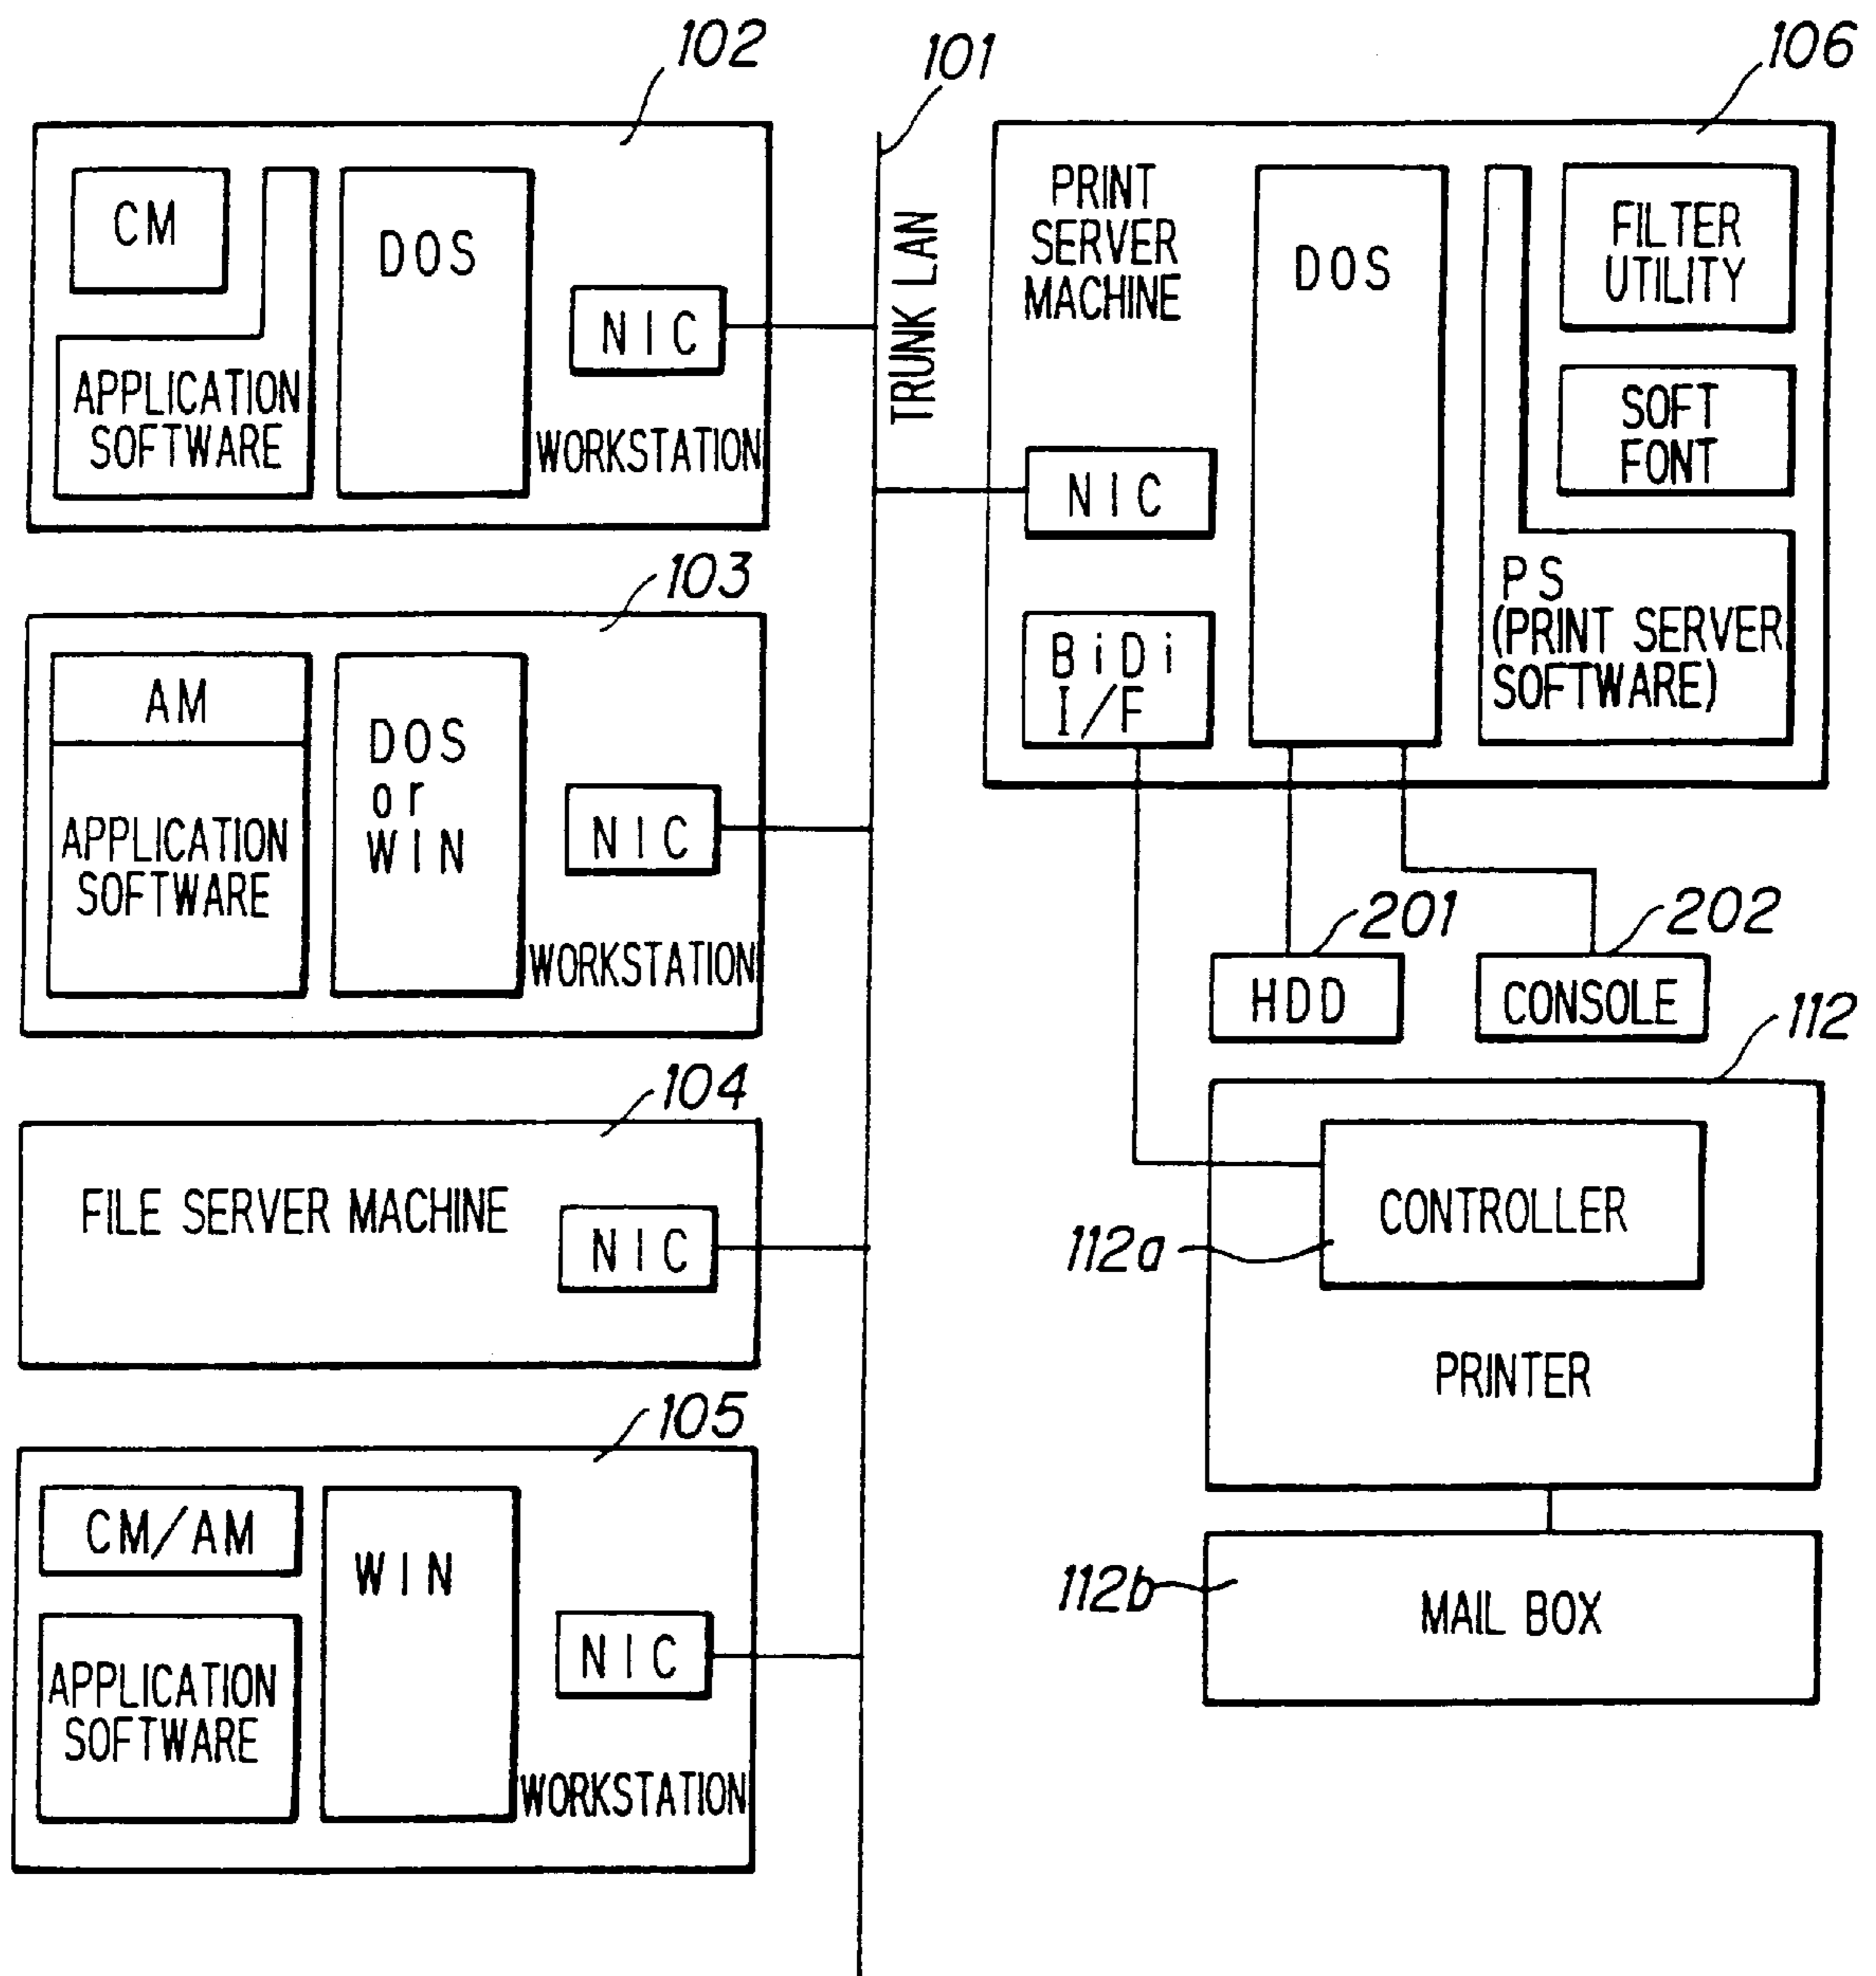 102
CM
APPLICATION
SOFTWARE
DOS
NIC
WORKSTATION
101
TRUNK LAN
106
PRINT
SERVER
MACHINE
DOS
FILTER
UTILITY
SOFT
FONT
NIC
BiDi
I/F
PS
(PRINT SERVER
SOFTWARE)
103
AM
APPLICATION
SOFTWARE
DOS
or
WIN
NIC
WORKSTATION
201
HDD
202
CONSOLE
104
FILE SERVER MACHINE
NIC
112
CONTROLLER
112a
PRINTER
105
CM/AM
APPLICATION
SOFTWARE
WIN
NIC
WORKSTATION
112b
MAIL BOX